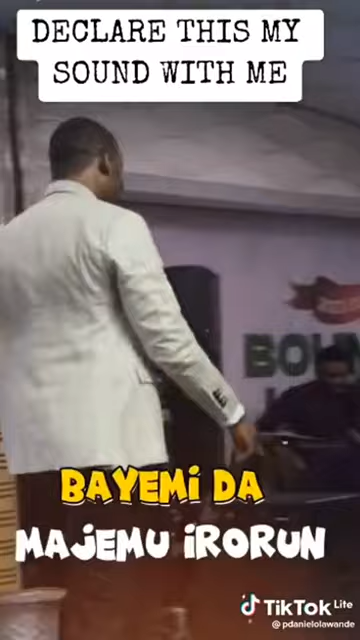 DECLARE THIS MY
SOUND WITH ME
BAYEMI DA
MAJEMU IRORUN
TikTok Lite
@pdanielolawande